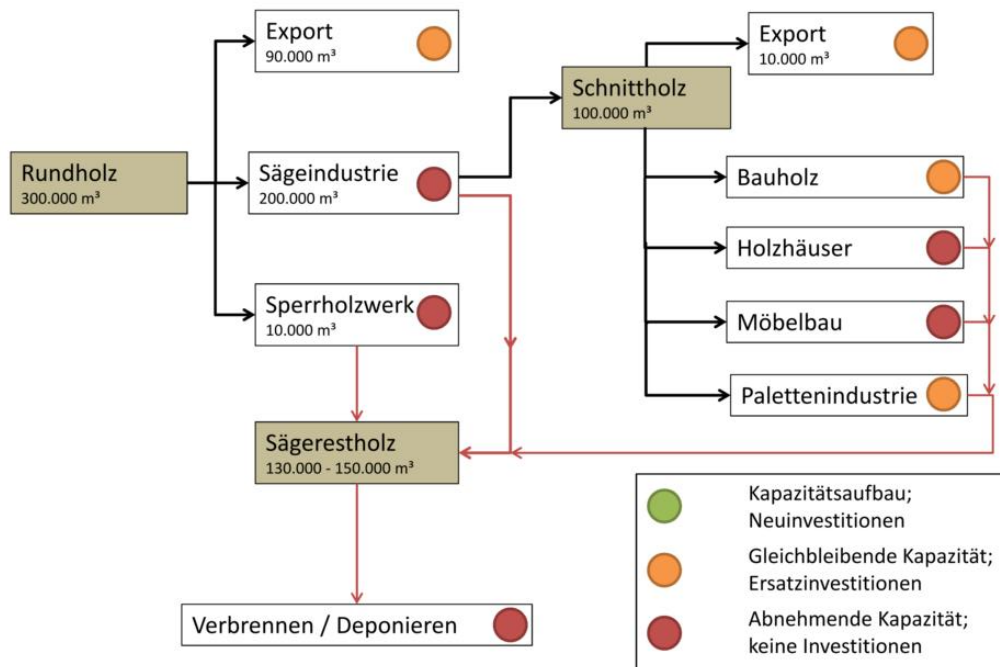 Export
90.000 m³
Export
10.000 m³
Schnittholz
100.000 m³
Rundholz
300.000 m³
Sägeindustrie
200.000 m³
Bauholz
Holzhäuser
Sperrholzwerk
10.000 m³
Möbelbau
Palettenindustrie
Sägerestholz
130.000 - 150.000 m³
Kapazitätsaufbau;
Neuinvestitionen
Gleichbleibende Kapazität;
Ersatzinvestitionen
Abnehmende Kapazität;
keine Investitionen
Verbrennen / Deponieren